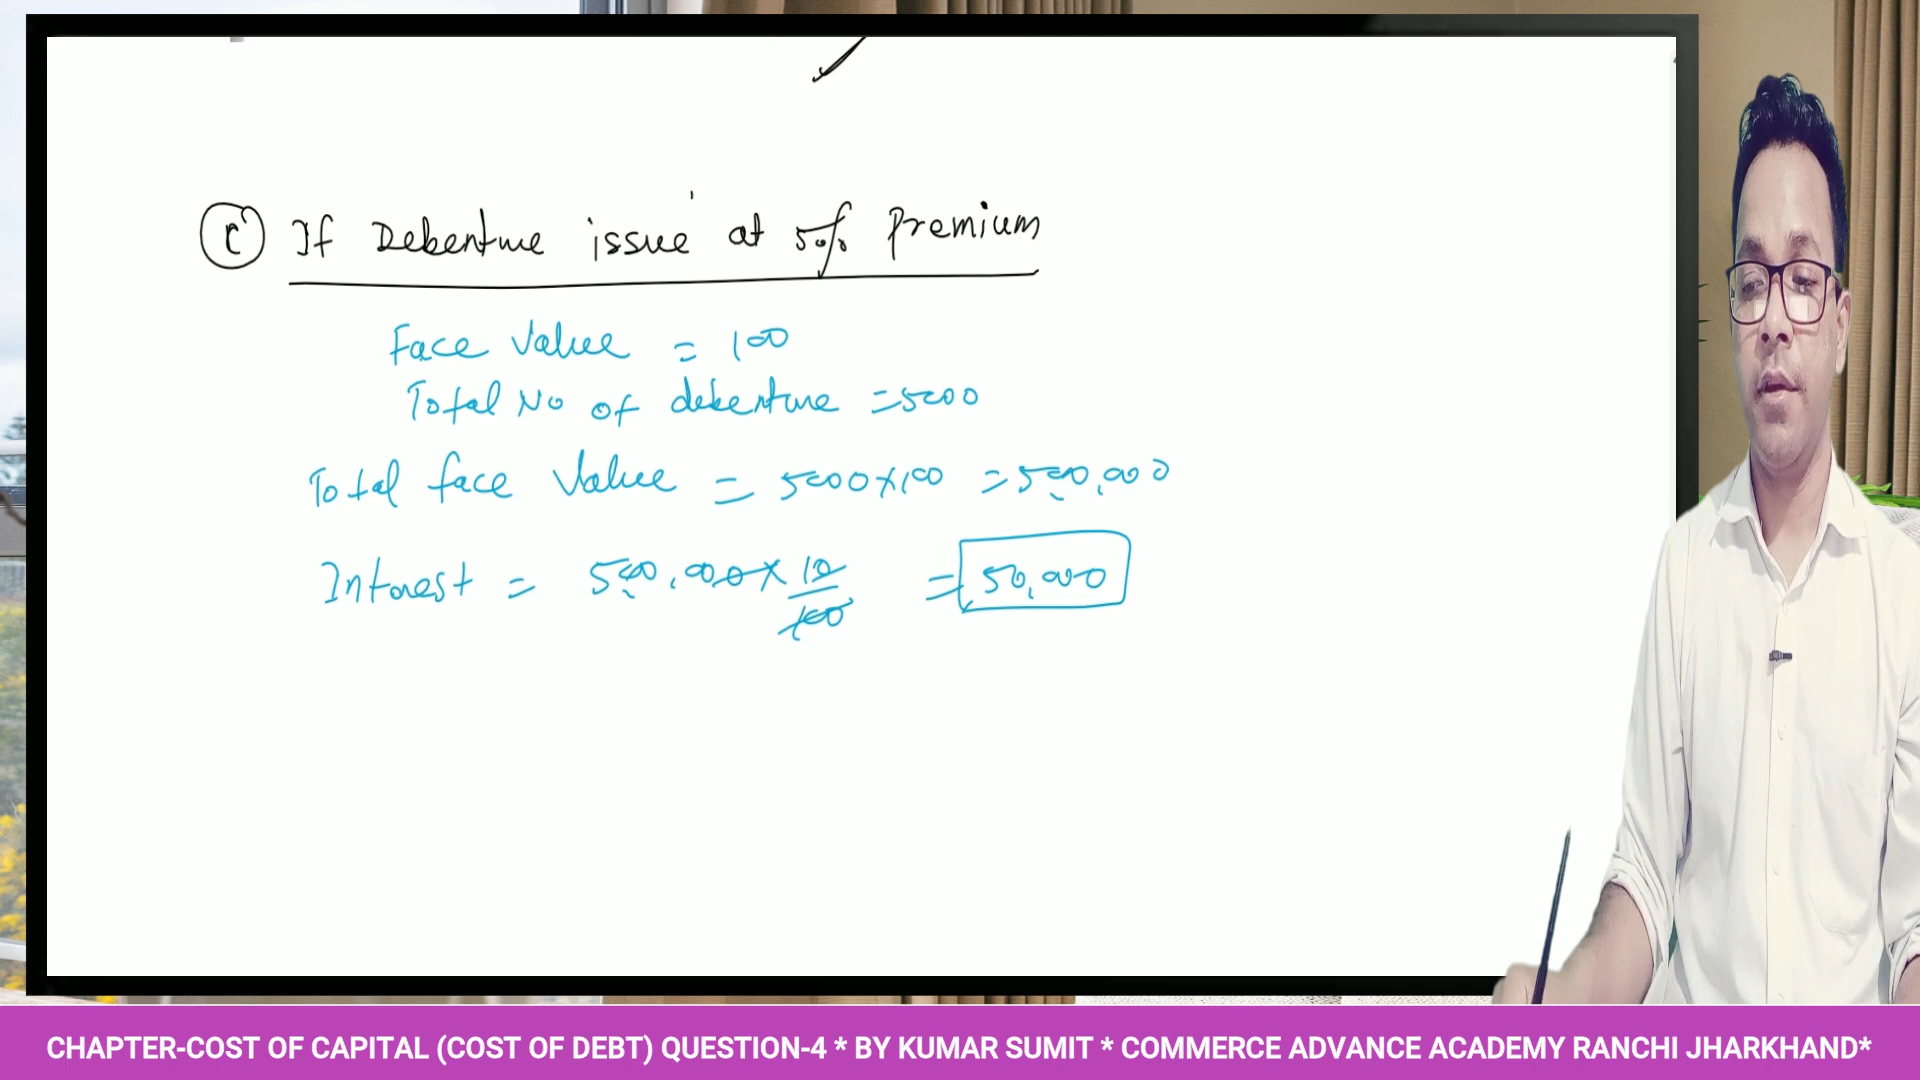 (C) If Debenture issue at 5% Premium
Face Value = 100
Total No of debenture = 5000
Total face Value = 5000×100 = 500,000
Interest = 500,000 × 10/100 = 50,000
CHAPTER-COST OF CAPITAL (COST OF DEBT) QUESTION-4 * BY KUMAR SUMIT * COMMERCE ADVANCE ACADEMY RANCHI JHARKHAND*